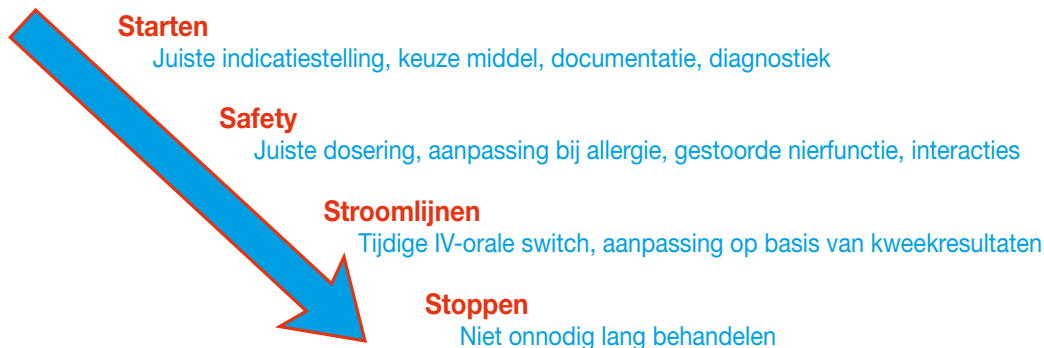 Starten
Juiste indicatiestelling, keuze middel, documentatie, diagnostiek
Safety
Juiste dosering, aanpassing bij allergie, gestoorde nierfunctie, interacties
Stroomlijnen
Tijdige IV-orale switch, aanpassing op basis van kweekresultaten
Stoppen
Niet onnodig lang behandelen